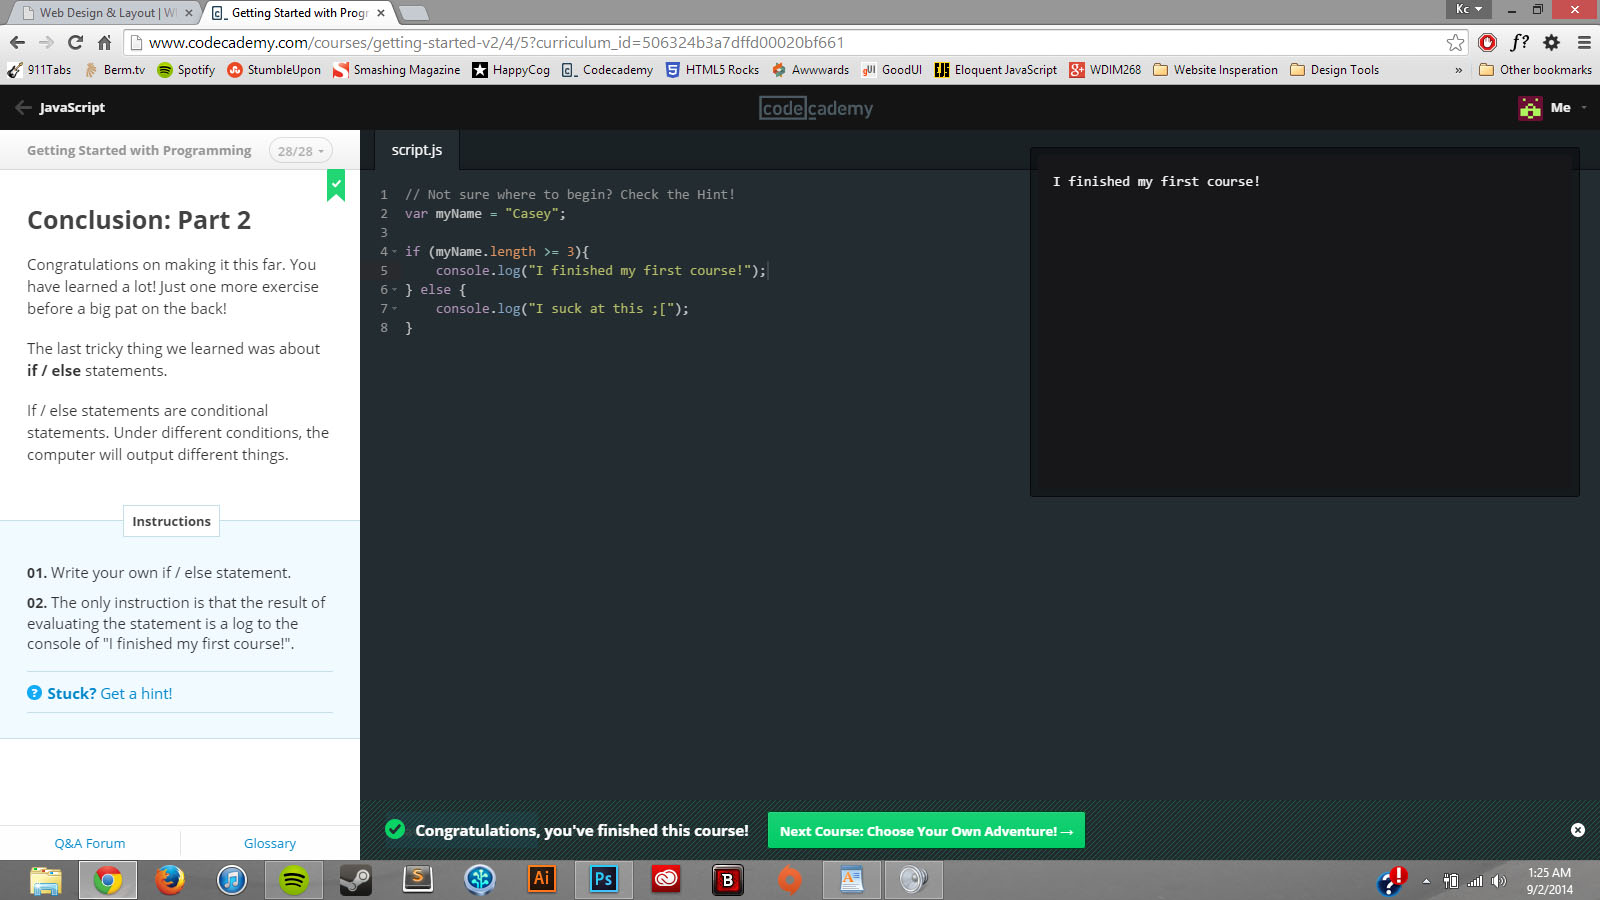 Web Design & Layout | W
Getting Started with Progr
Kc
www.codecademy.com/courses/getting-started-v2/4/5?curriculum_id=506324b3a7dffd00020bf661
f?
911Tabs
Berm.tv
Spotify
StumbleUpon
Smashing Magazine
HappyCog
Codecademy
HTML5 Rocks
Awwwards
GoodUI
Eloquent JavaScript
WDIM268
Website Insperation
Design Tools
»
Other bookmarks
JavaScript
codecademy
Me
Getting Started with Programming
28/28
script.js
Conclusion: Part 2
Congratulations on making it this far. You
have learned a lot! Just one more exercise
before a big pat on the back!
The last tricky thing we learned was about
if / else statements.
If / else statements are conditional
statements. Under different conditions, the
computer will output different things.
Instructions
01. Write your own if / else statement.
02. The only instruction is that the result of
evaluating the statement is a log to the
console of "I finished my first course!".
Stuck? Get a hint!
Q&A Forum
Glossary
1 // Not sure where to begin? Check the Hint!
2 var myName = "Casey";
3
4 if (myName.length >= 3){
5 console.log("I finished my first course!");
6 } else {
7 console.log("I suck at this ;[");
8 }
I finished my first course!
Congratulations, you've finished this course!
Next Course: Choose Your Own Adventure! →
Ai
Ps
B
1:25 AM
9/2/2014